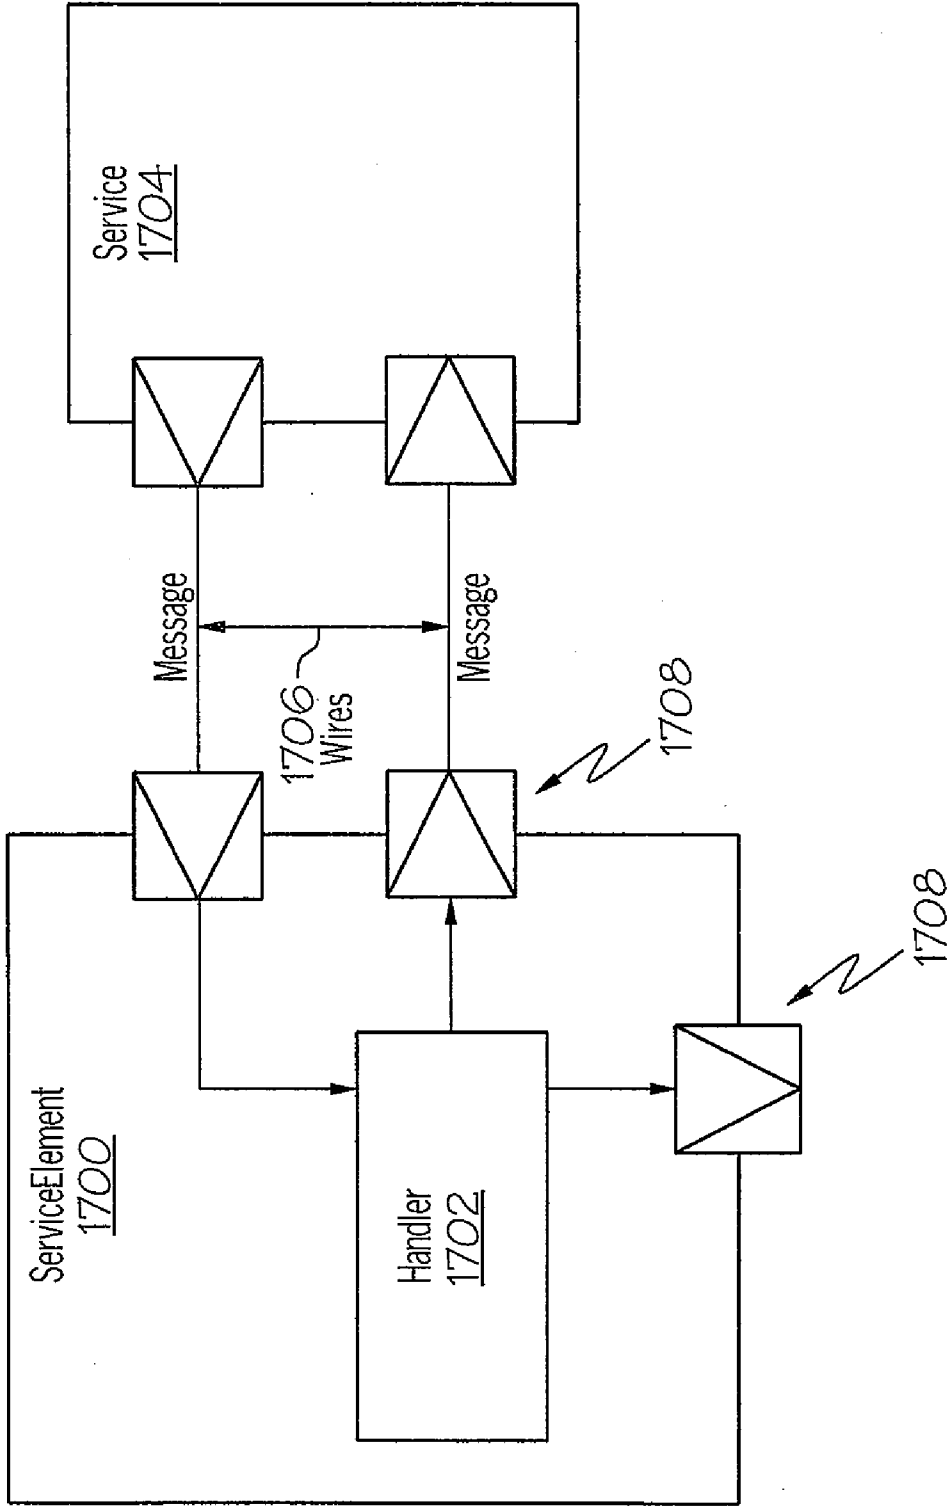 ServiceElement
1700
Handler
1702
Message
1706
Wires
Message
1708
1708
Service
1704